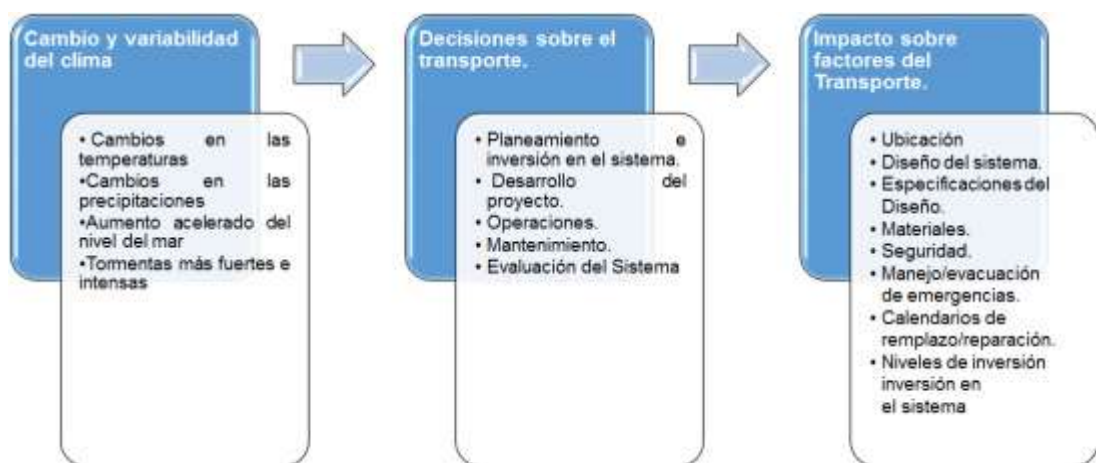 Cambio y variabilidad
del clima
• Cambios en las
temperaturas
•Cambios en las
precipitaciones
•Aumento acelerado del
nivel del mar
•Tormentas más fuertes e
intensas
Decisiones sobre el
transporte.
• Planeamiento e
inversión en el sistema.
• Desarrollo del
proyecto.
• Operaciones.
• Mantenimiento.
• Evaluación del Sistema
Impacto sobre
factores del
Transporte.
• Ubicación
• Diseño del sistema.
• Especificaciones del
Diseño.
• Materiales.
• Seguridad.
• Manejo/evacuación
de emergencias.
• Calendarios de
remplazo/reparación.
• Niveles de inversión
inversión en
el sistema